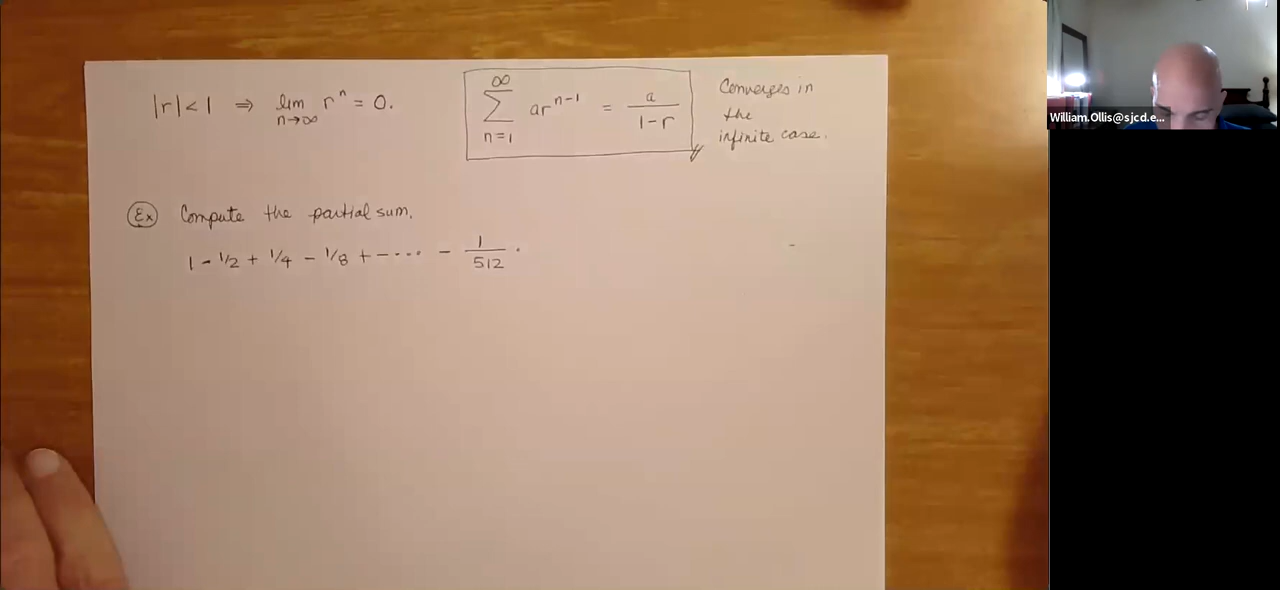 |r| < 1 ⇒ lim n→∞ r^n = 0.
∞ ∑ n=1 ar^{n-1} = a/(1-r)
Converges in
the
infinite case.
Ex Compute the partial sum.
1 - 1/2 + 1/4 - 1/8 + - .... - 1/512 .
William.Ollis@sjcd.e...